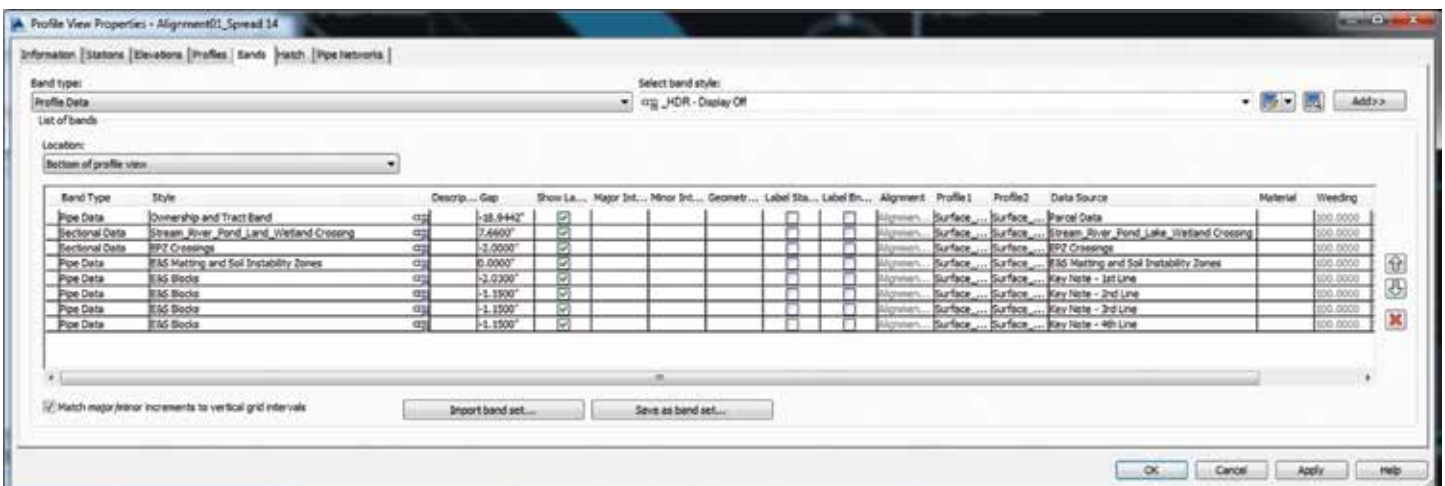 Profile View Properties - Alignment01_Spread 14
Information Stations Elevations Profiles Bands Hatch Pipe Networks
Band type: Select band style:
Profile Data _HDR - Display Off Add>>
List of bands
Location:
Bottom of profile view
Band Type Style Descrip... Gap Show La... Major Int... Minor Int... Geometr... Label Sta... Label En... Alignment Profile1 Profile2 Data Source Material Weeding
Pipe Data Ownership and Tract Band -18.9442" Alignmen... Surface_... Surface_... Parcel Data 100.0000
Sectional Data Stream_River_Pond_Land_Wetland Crossing 7.6600" Alignmen... Surface_... Surface_... Stream_River_Pond_Lake_Wetland Crossing 100.0000
Sectional Data EPZ Crossings -2.0000" Alignmen... Surface_... Surface_... EPZ Crossings 100.0000
Pipe Data E&S Matting and Soil Instability Zones 0.0000" Alignmen... Surface_... Surface_... E&S Matting and Soil Instability Zones 100.0000
Pipe Data E&S Blocks -2.0300" Alignmen... Surface_... Surface_... Key Note - 1st Line 100.0000
Pipe Data E&S Blocks -1.1500" Alignmen... Surface_... Surface_... Key Note - 2nd Line 100.0000
Pipe Data E&S Blocks -1.1500" Alignmen... Surface_... Surface_... Key Note - 3rd Line 100.0000
Pipe Data E&S Blocks -1.1500" Alignmen... Surface_... Surface_... Key Note - 4th Line 100.0000
Match major/minor increments to vertical grid intervals Import band set... Save as band set...
OK Cancel Apply Help